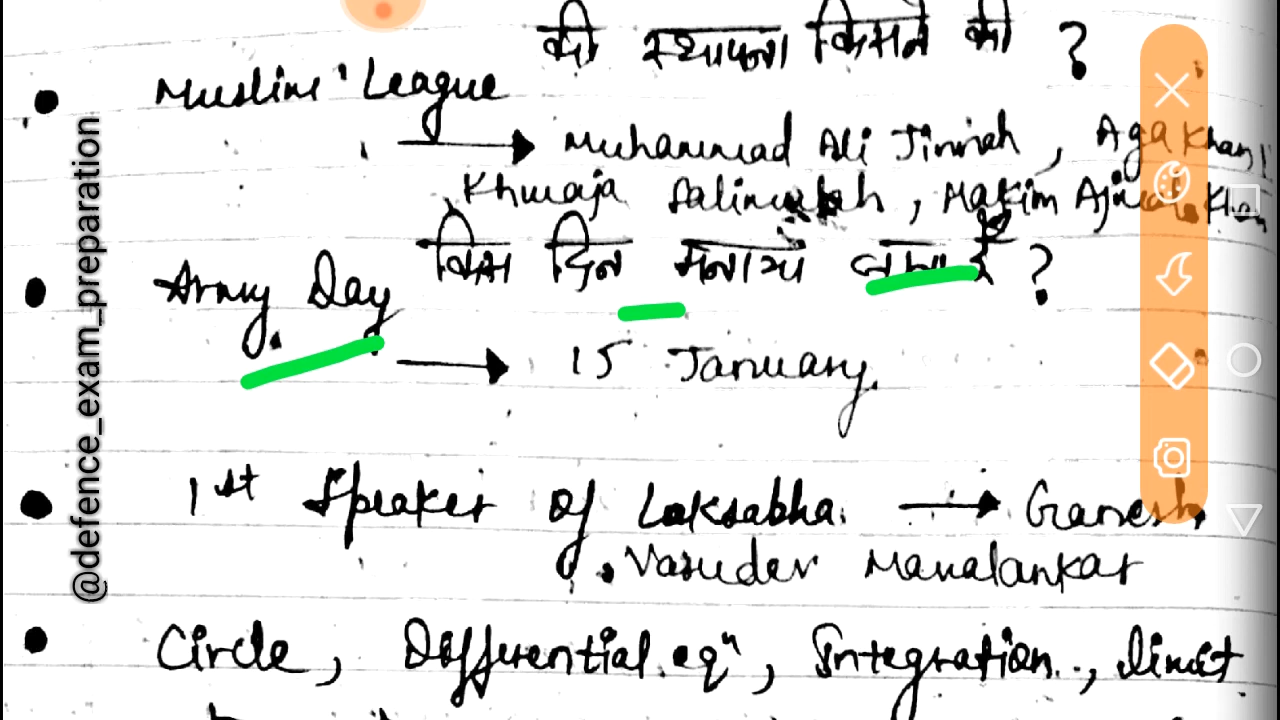 की स्थापना किसने की ?
Muslim League
→ Muhammad Ali Jinnah, Aga Khan,
Khwaja Salimullah, Hakim Ajmal Khan
Army Day किस दिन मनाया जाता है ?
→ 15 January.
1st Speaker of Loksabha. → Ganesh
Vasudev Mavalankar
Circle, Differential eqⁿ, Integration, limit
@defence_exam_preparation